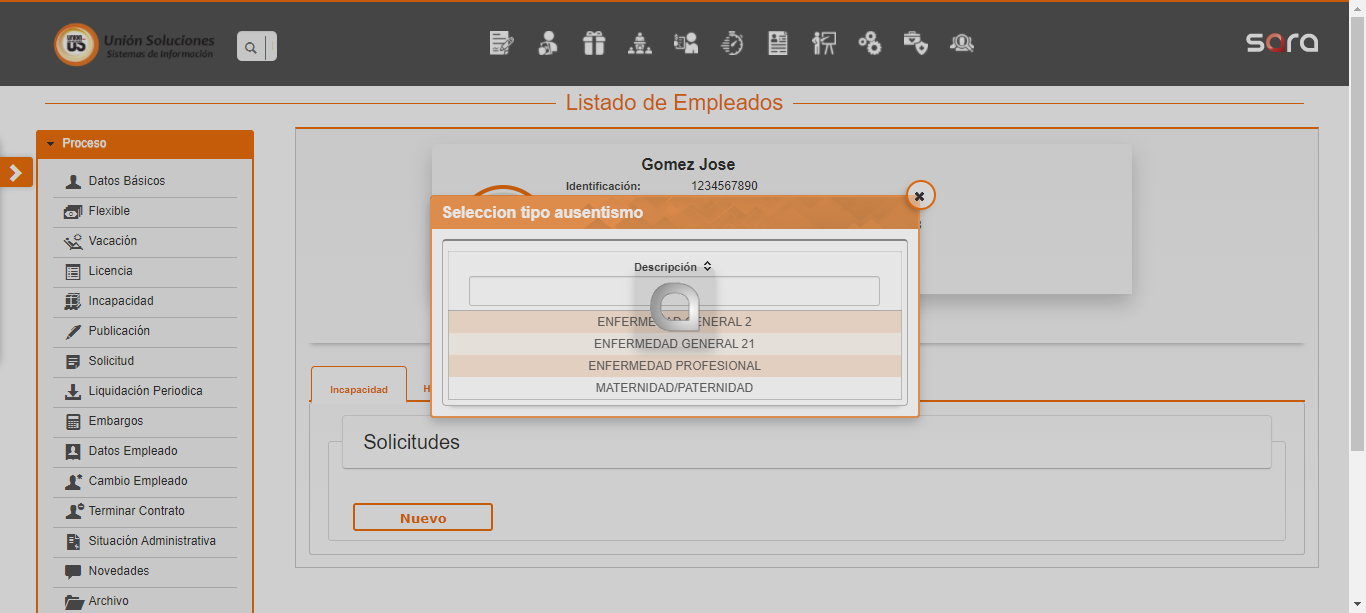 UNION
US
Unión Soluciones
Sistemas de Información
sara
Listado de Empleados
Proceso
Datos Básicos
Flexible
Vacación
Licencia
Incapacidad
Publicación
Solicitud
Liquidación Periodica
Embargos
Datos Empleado
Cambio Empleado
Terminar Contrato
Situación Administrativa
Novedades
Archivo
Gomez Jose
Identificación: 1234567890
Seleccion tipo ausentismo
Descripción
ENFERMEDAD GENERAL 2
ENFERMEDAD GENERAL 21
ENFERMEDAD PROFESIONAL
MATERNIDAD/PATERNIDAD
Incapacidad H
Solicitudes
Nuevo